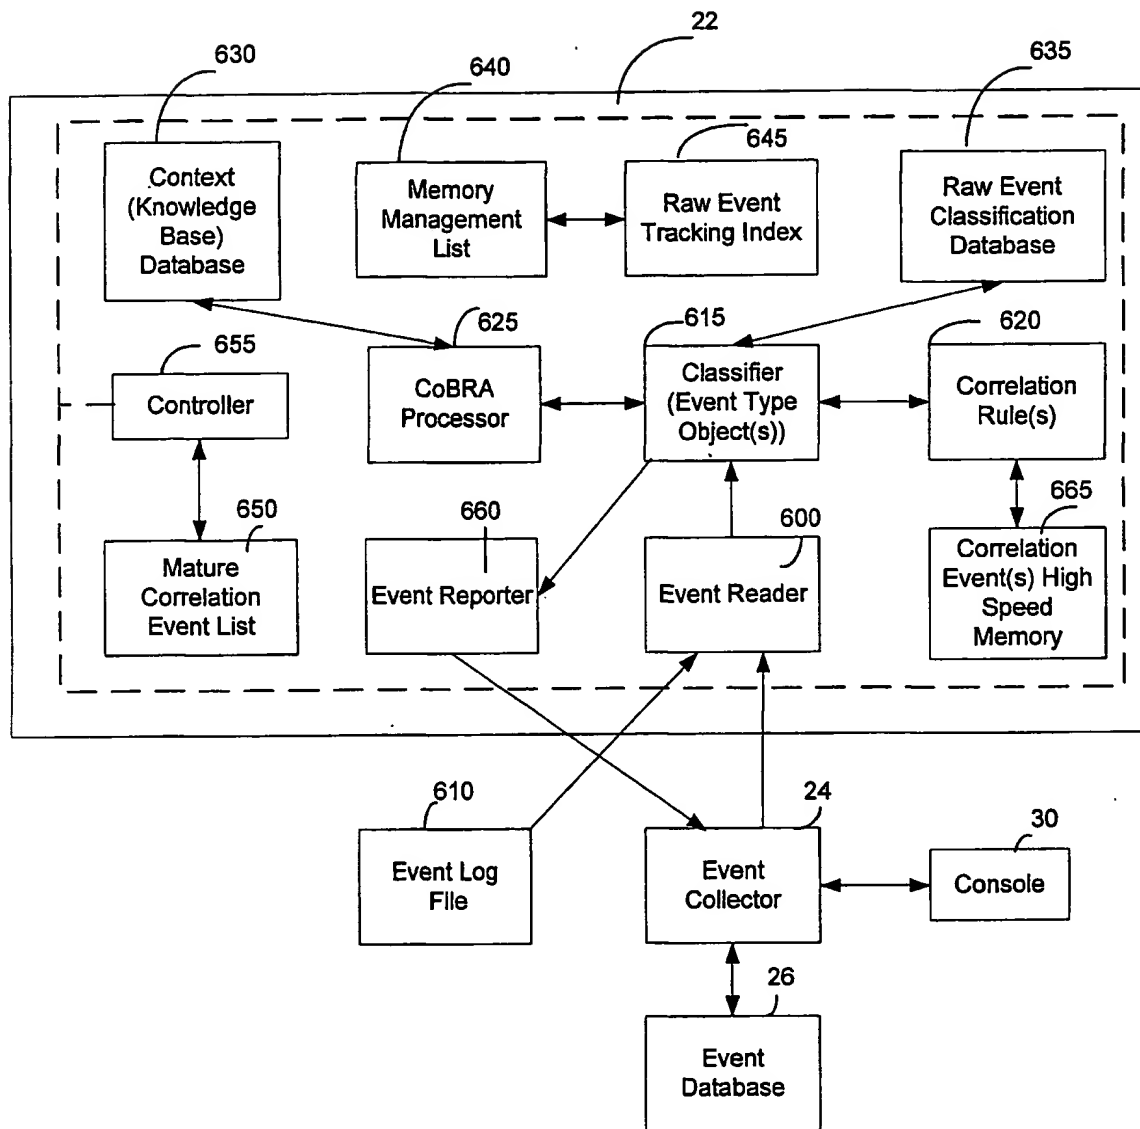 22
630
640
635
645
Context
(Knowledge
Base)
Database
Memory
Management
List
Raw Event
Tracking Index
Raw Event
Classification
Database
655
625
615
620
Controller
CoBRA
Processor
Classifier
(Event Type
Object(s))
Correlation
Rule(s)
650
660
600
665
Mature
Correlation
Event List
Event Reporter
Event Reader
Correlation
Event(s) High
Speed
Memory
610
24
30
Event Log
File
Event
Collector
Console
26
Event
Database